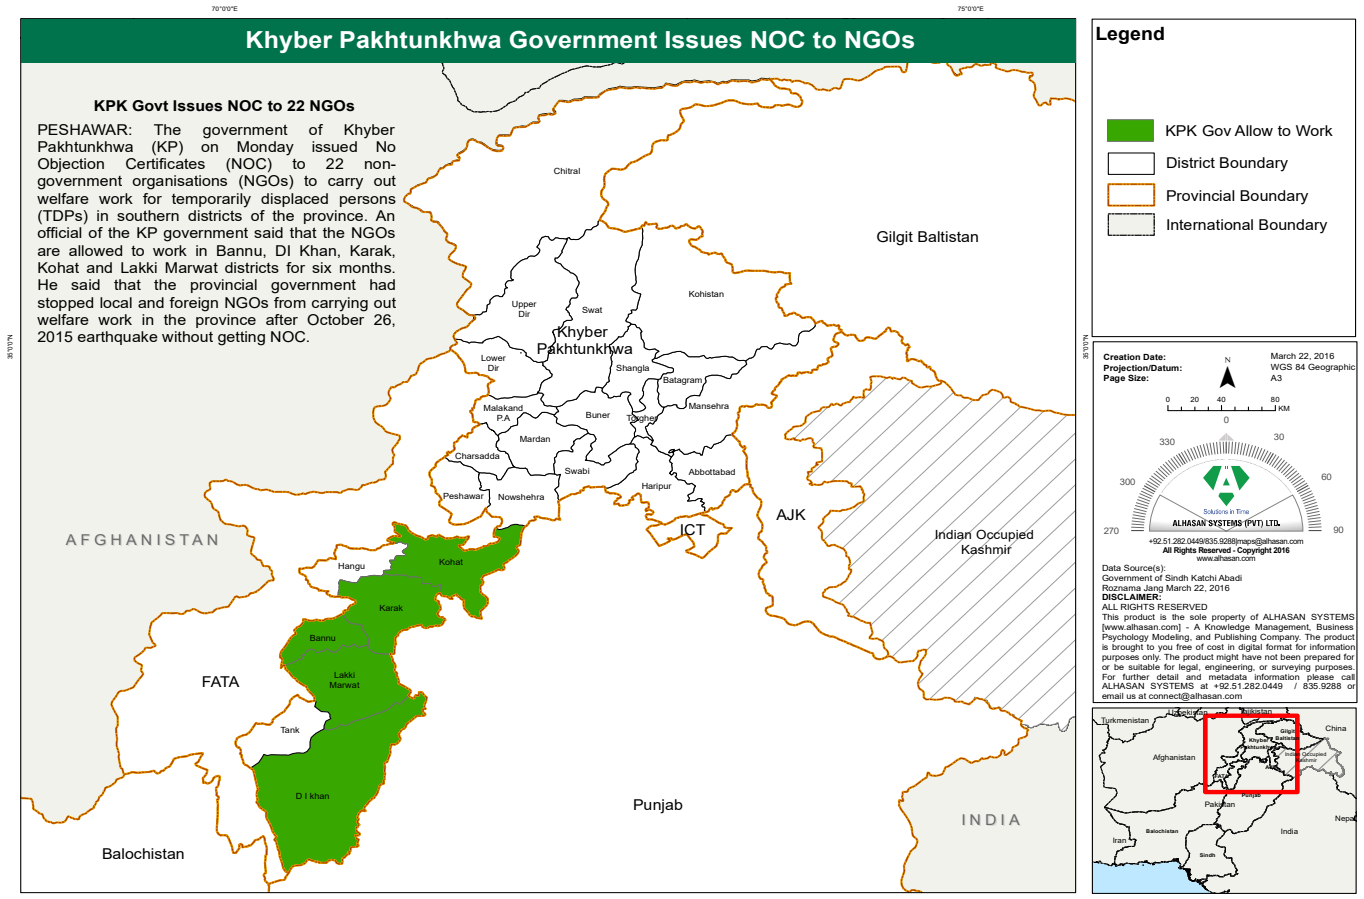 70°0'0"E
75°0'0"E
Khyber Pakhtunkhwa Government Issues NOC to NGOs
KPK Govt Issues NOC to 22 NGOs
PESHAWAR: The government of Khyber
Pakhtunkhwa (KP) on Monday issued No
Objection Certificates (NOC) to 22 non-
government organisations (NGOs) to carry out
welfare work for temporarily displaced persons
(TDPs) in southern districts of the province. An
official of the KP government said that the NGOs
are allowed to work in Bannu, DI Khan, Karak,
Kohat and Lakki Marwat districts for six months.
He said that the provincial government had
stopped local and foreign NGOs from carrying out
welfare work in the province after October 26,
2015 earthquake without getting NOC.
35°0'0"N
35°0'0"N
Chitral
Gilgit Baltistan
Kohistan
Upper
Dir
Swat
Khyber
Pakhtunkhwa
Lower
Dir
Shangla
Batagram
Malakand
P.A
Buner
Torgher
Mansehra
Mardan
Charsadda
Swabi
Abbottabad
Haripur
Peshawar
Nowshehra
AJK
ICT
Indian Occupied
Kashmir
AFGHANISTAN
Hangu
Kohat
Karak
Bannu
FATA
Lakki
Marwat
Tank
D I khan
Punjab
INDIA
Balochistan
Legend
KPK Gov Allow to Work
District Boundary
Provincial Boundary
International Boundary
Creation Date: March 22, 2016
Projection/Datum: WGS 84 Geographic
Page Size: A3
N
0 20 40 80
KM
0
330
30
300
60
270
90
Solutions in Time
ALHASAN SYSTEMS (PVT) LTD.
+92.51.282.0449/835.9288|maps@alhasan.com
All Rights Reserved - Copyright 2016
www.alhasan.com
Data Source(s):
Government of Sindh Katchi Abadi
Roznama Jang March 22, 2016
DISCLAIMER:
ALL RIGHTS RESERVED
This product is the sole property of ALHASAN SYSTEMS
[www.alhasan.com] - A Knowledge Management, Business
Psychology Modeling, and Publishing Company. The product
is brought to you free of cost in digital format for information
purposes only. The product might have not been prepared for
or be suitable for legal, engineering, or surveying purposes.
For further detail and metadata information please call
ALHASAN SYSTEMS at +92.51.282.0449 / 835.9288 or
email us at connect@alhasan.com
Uzbekistan
Tajikistan
Turkmenistan
China
Gilgit
Baltistan
Khyber
Pakhtunkhwa
Indian Occupied
Kashmir
Afghanistan
FATA
Punjab
Pakistan
Nepal
Balochistan
India
Iran
Sindh